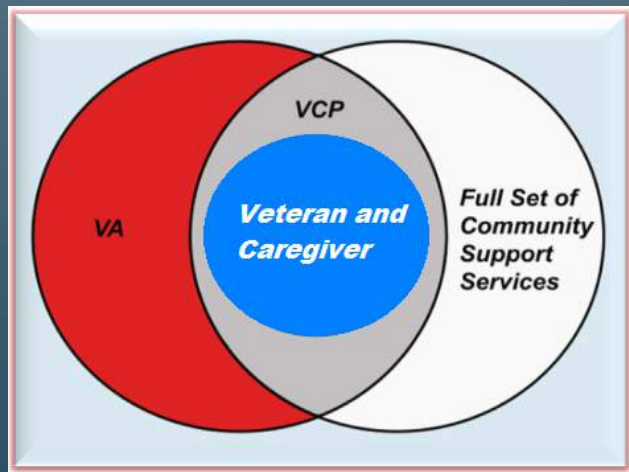 VCP
VA
Veteran and
Caregiver
Full Set of
Community
Support
Services